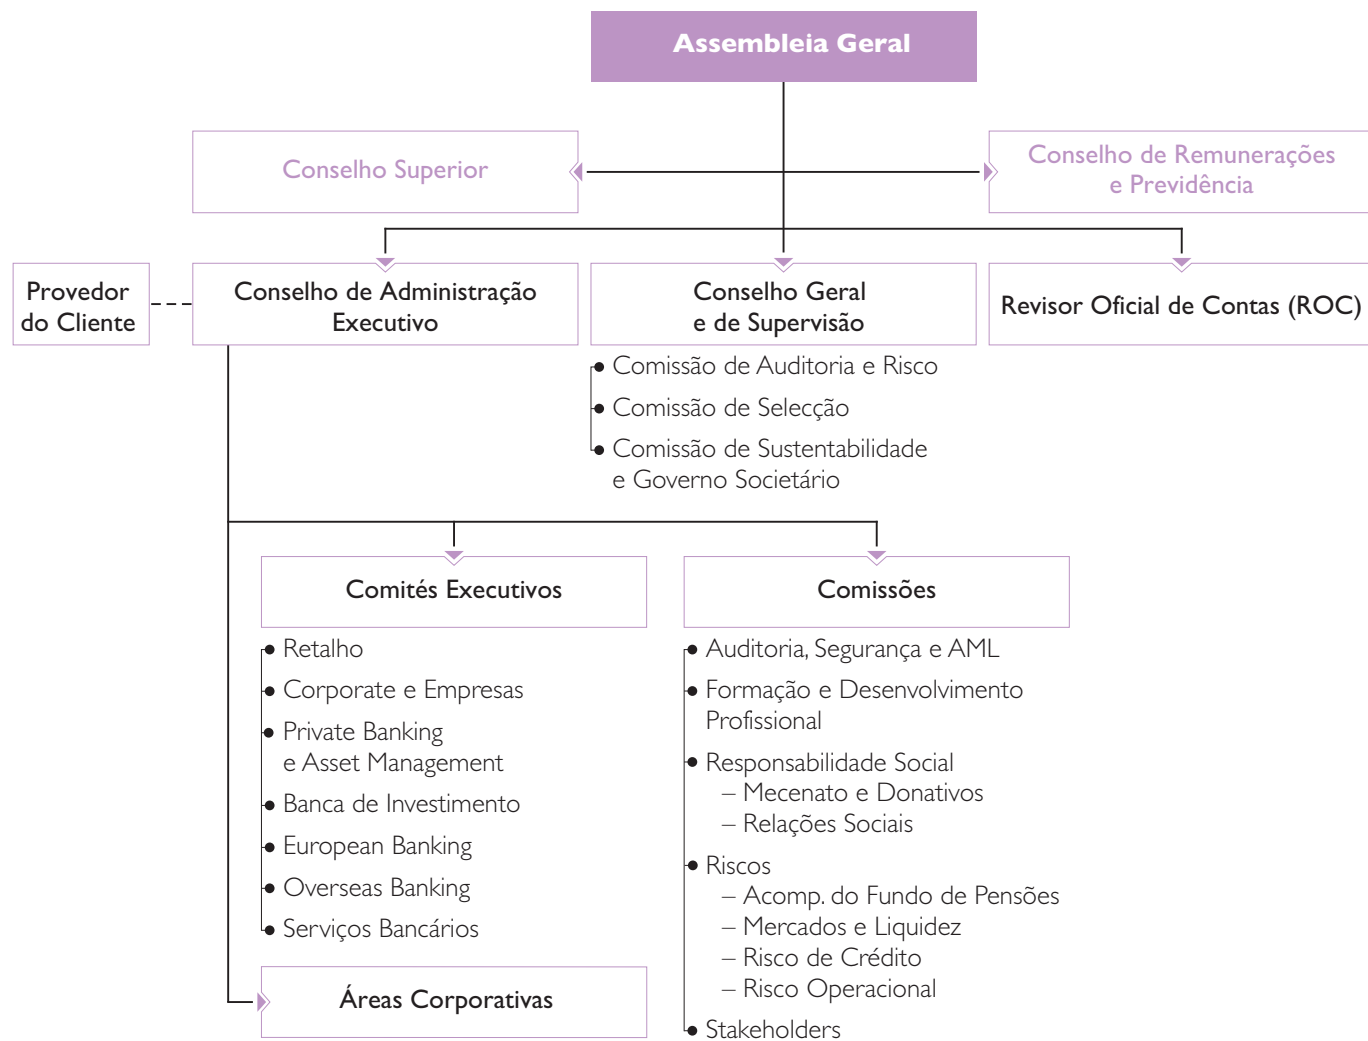 Assembleia Geral
Conselho Superior
Conselho de Remunerações
e Previdência
Provedor
do Cliente
Conselho de Administração
Executivo
Conselho Geral
e de Supervisão
Revisor Oficial de Contas (ROC)
Comissão de Auditoria e Risco
Comissão de Selecção
Comissão de Sustentabilidade
e Governo Societário
Comités Executivos
Retalho
Corporate e Empresas
Private Banking
e Asset Management
Banca de Investimento
European Banking
Overseas Banking
Serviços Bancários
Áreas Corporativas
Comissões
Auditoria, Segurança e AML
Formação e Desenvolvimento
Profissional
Responsabilidade Social
– Mecenato e Donativos
– Relações Sociais
Riscos
– Acomp. do Fundo de Pensões
– Mercados e Liquidez
– Risco de Crédito
– Risco Operacional
Stakeholders